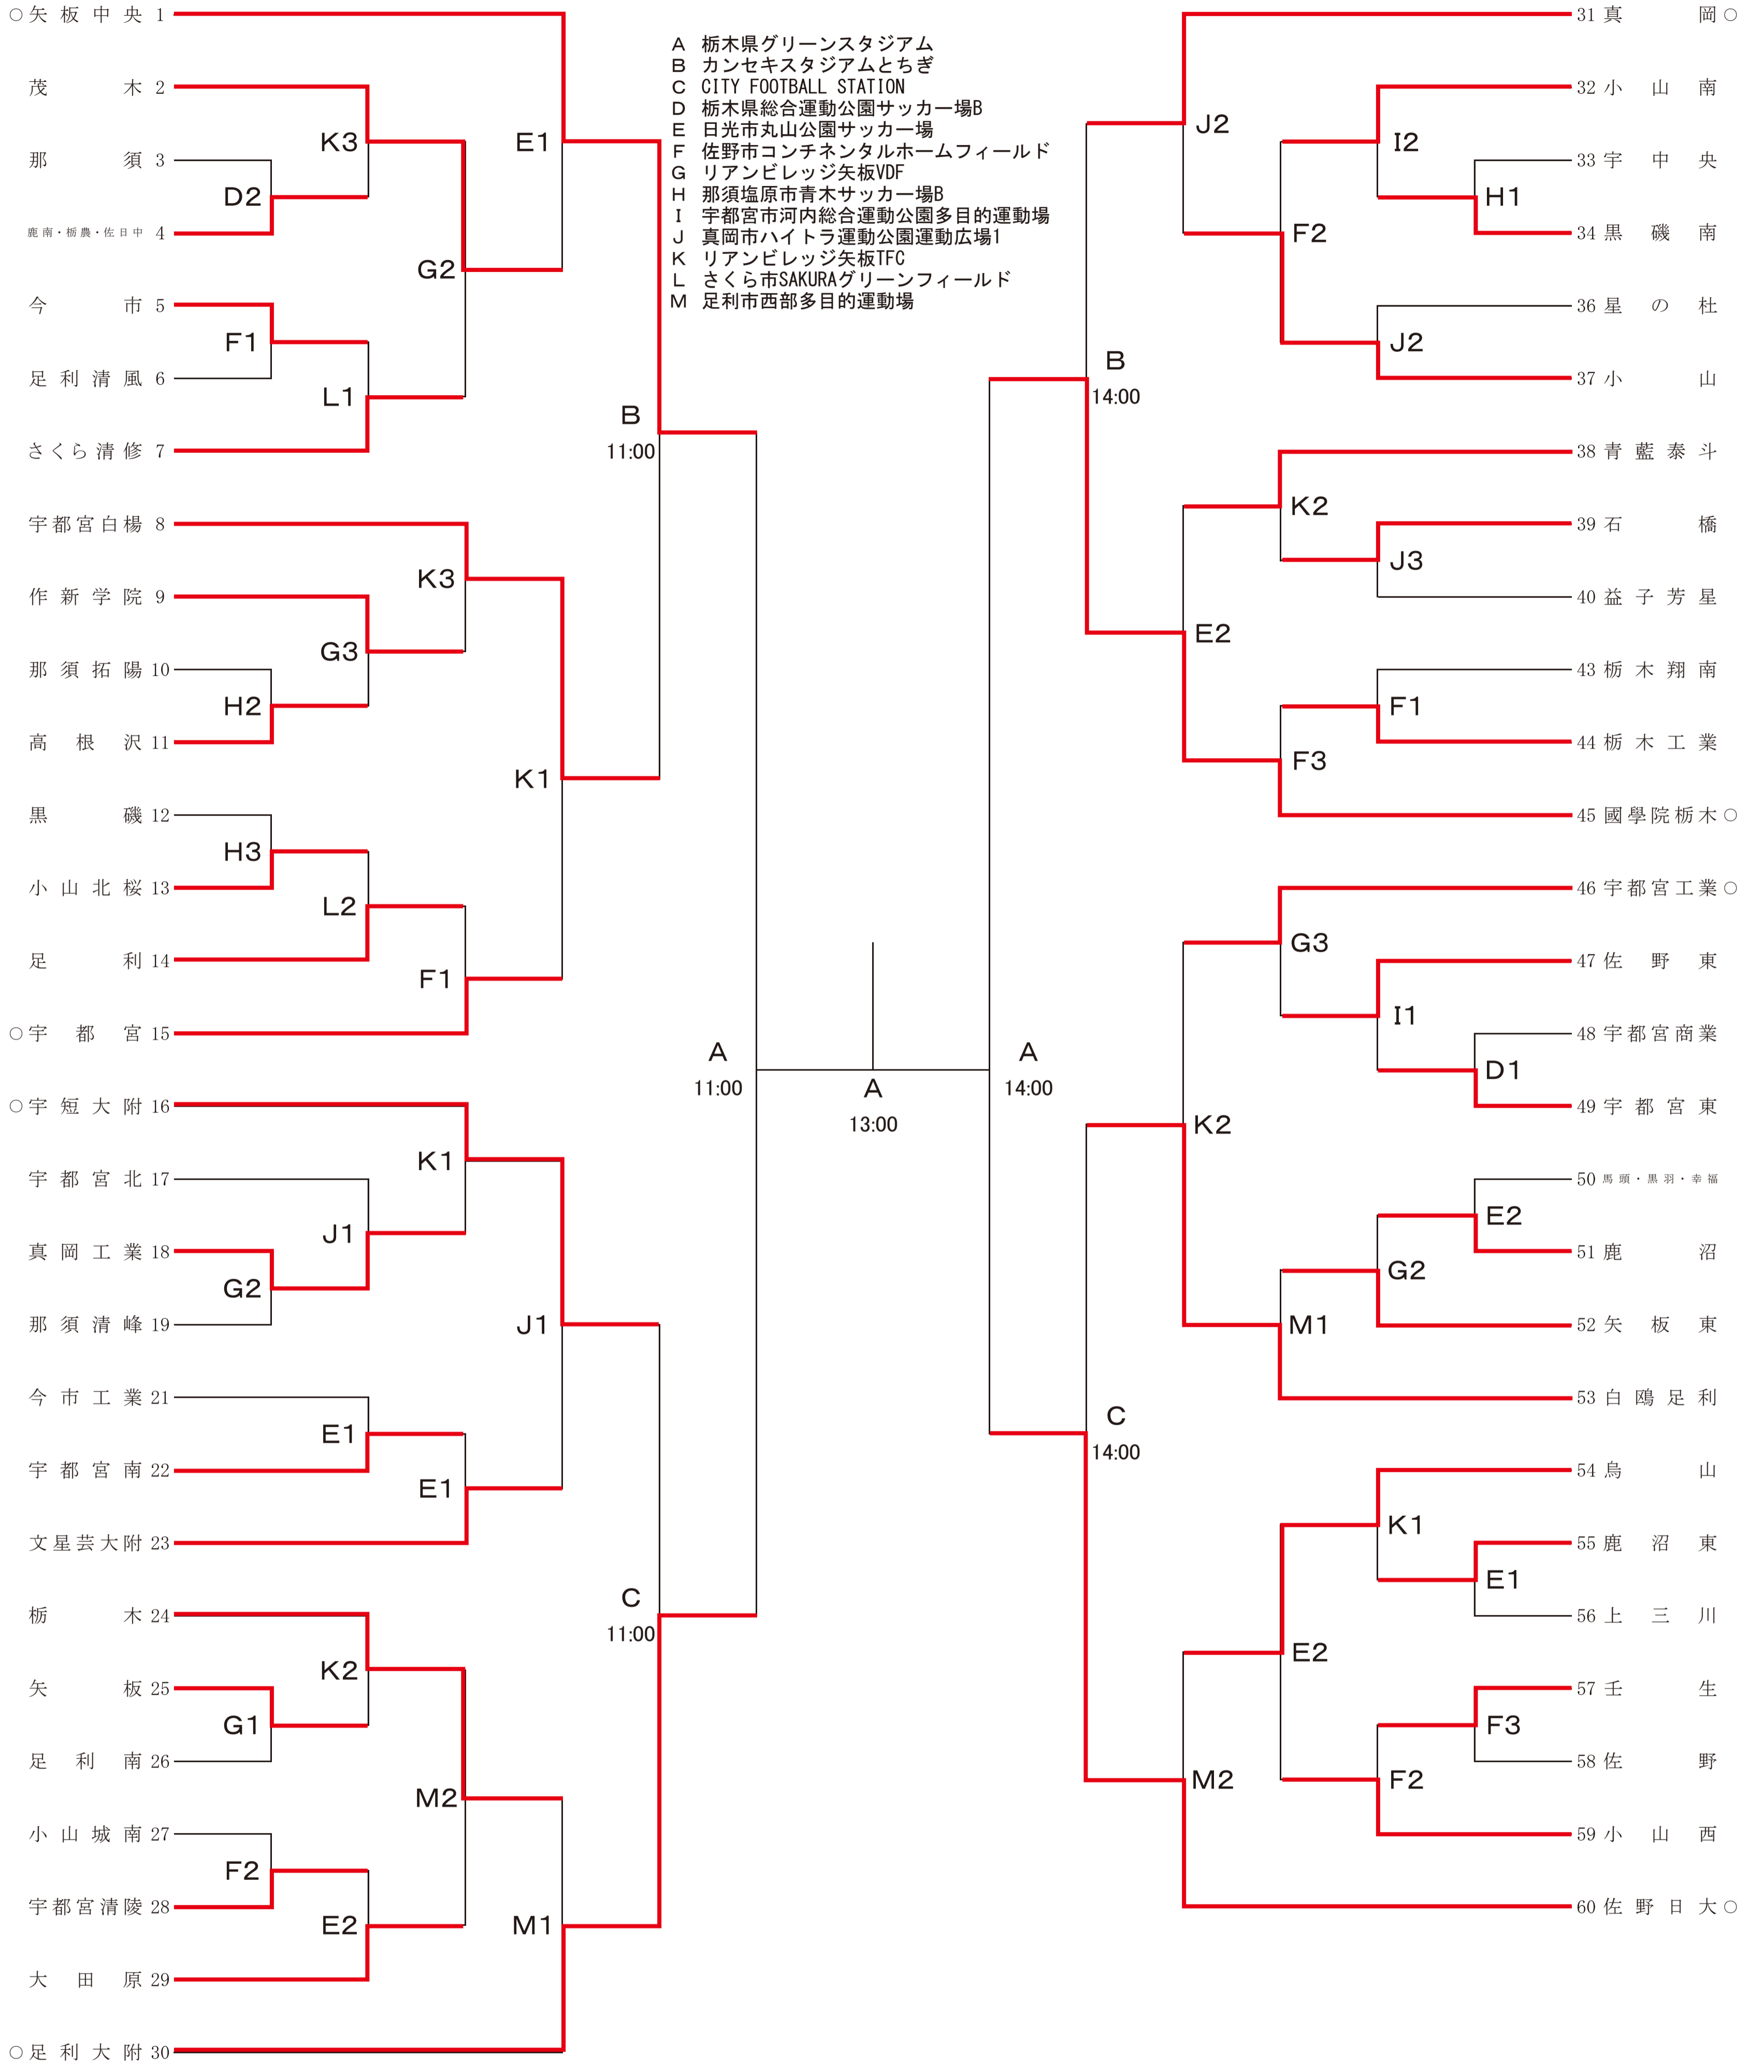 ○矢板中央 1
茂木 2
那須 3
鹿南・栃農・佐日中 4
今市 5
足利清風 6
さくら清修 7
宇都宮白楊 8
作新学院 9
那須拓陽 10
高根沢 11
黒磯 12
小山北桜 13
足利 14
○宇都宮 15
○宇短大附 16
宇都宮北 17
真岡工業 18
那須清峰 19
今市工業 21
宇都宮南 22
文星芸大附 23
栃木 24
矢板 25
足利南 26
小山城南 27
宇都宮清陵 28
大田原 29
○足利大附 30
D2
F1
H2
H3
G2
G1
F2
K3
L1
G3
L2
J1
E1
K2
E2
G2
K3
F1
K1
E1
M2
E1
K1
J1
M1
B
11:00
C
11:00
A 栃木県グリーンスタジアム
B カンセキスタジアムとちぎ
C CITY FOOTBALL STATION
D 栃木県総合運動公園サッカー場B
E 日光市丸山公園サッカー場
F 佐野市コンチネンタルホームフィールド
G リアンビレッジ矢板VDF
H 那須塩原市青木サッカー場B
I 宇都宮市河内総合運動公園多目的運動場
J 真岡市ハイトラ運動公園運動広場1
K リアンビレッジ矢板TFC
L さくら市SAKURAグリーンフィールド
M 足利市西部多目的運動場
A
11:00
A
13:00
A
14:00
B
14:00
C
14:00
J2
E2
K2
M2
F2
K2
F3
G3
M1
E2
I2
J2
J3
F1
I1
G2
K1
F2
H1
D1
E2
E1
F3
31 真岡○
32 小山南
33 宇中央
34 黒磯南
36 星の杜
37 小山
38 青藍泰斗
39 石橋
40 益子芳星
43 栃木翔南
44 栃木工業
45 國學院栃木○
46 宇都宮工業○
47 佐野東
48 宇都宮商業
49 宇都宮東
50 馬頭・黒羽・幸福
51 鹿沼
52 矢板東
53 白鴎足利
54 烏山
55 鹿沼東
56 上三川
57 壬生
58 佐野
59 小山西
60 佐野日大○